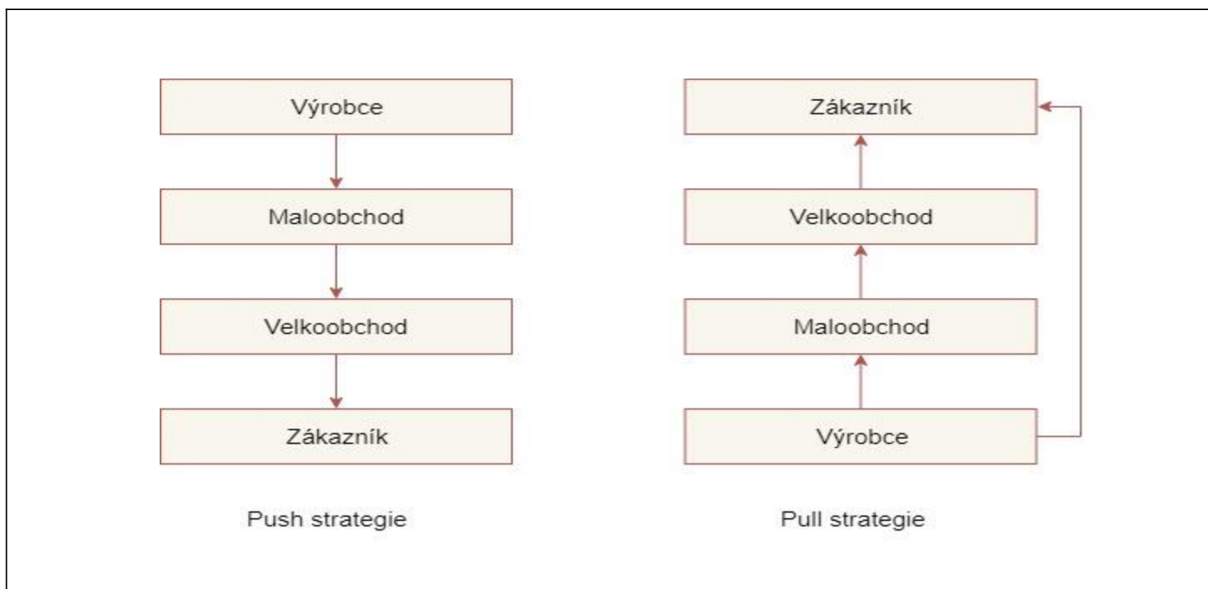 Výrobce
Maloobchod
Velkoobchod
Zákazník
Push strategie
Zákazník
Velkoobchod
Maloobchod
Výrobce
Pull strategie